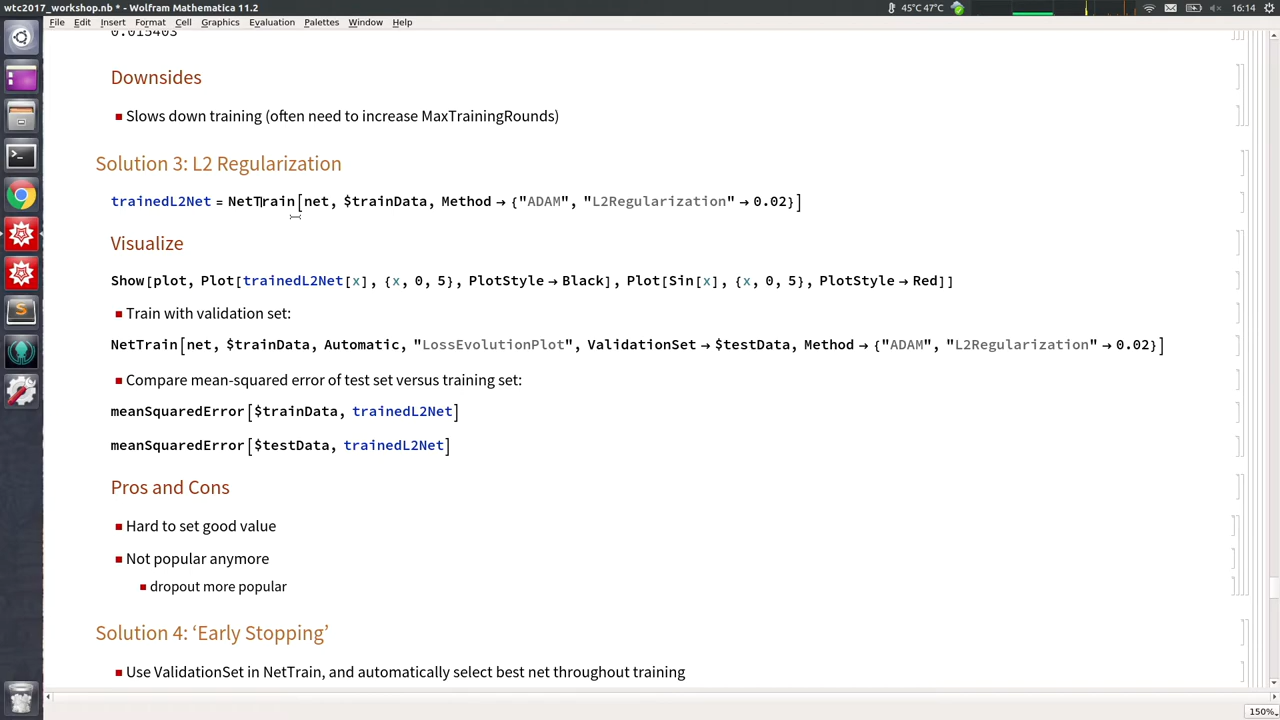 wtc2017_workshop.nb * - Wolfram Mathematica 11.2
45°C 47°C
16:14
File Edit Insert Format Cell Graphics Evaluation Palettes Window Help
0.015403
Downsides
Slows down training (often need to increase MaxTrainingRounds)
Solution 3: L2 Regularization
trainedL2Net = NetTrain[net, $trainData, Method → {"ADAM", "L2Regularization" → 0.02}]
Visualize
Show[plot, Plot[trainedL2Net[x], {x, 0, 5}, PlotStyle → Black], Plot[Sin[x], {x, 0, 5}, PlotStyle → Red]]
Train with validation set:
NetTrain[net, $trainData, Automatic, "LossEvolutionPlot", ValidationSet → $testData, Method → {"ADAM", "L2Regularization" → 0.02}]
Compare mean-squared error of test set versus training set:
meanSquaredError[$trainData, trainedL2Net]
meanSquaredError[$testData, trainedL2Net]
Pros and Cons
Hard to set good value
Not popular anymore
dropout more popular
Solution 4: ‘Early Stopping’
Use ValidationSet in NetTrain, and automatically select best net throughout training
150%